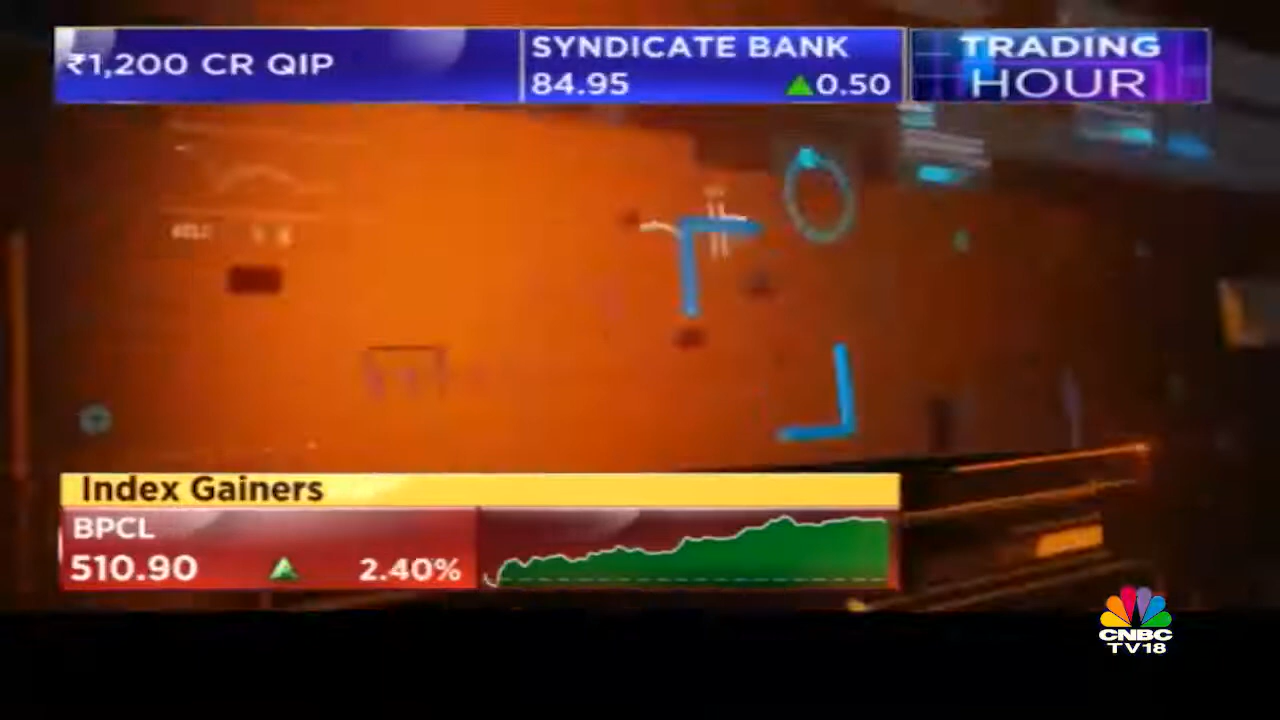 ₹1,200 CR QIP
SYNDICATE BANK
84.95 ▲0.50
TRADING
HOUR
Index Gainers
BPCL
510.90 ▲ 2.40%
CNBC
TV18